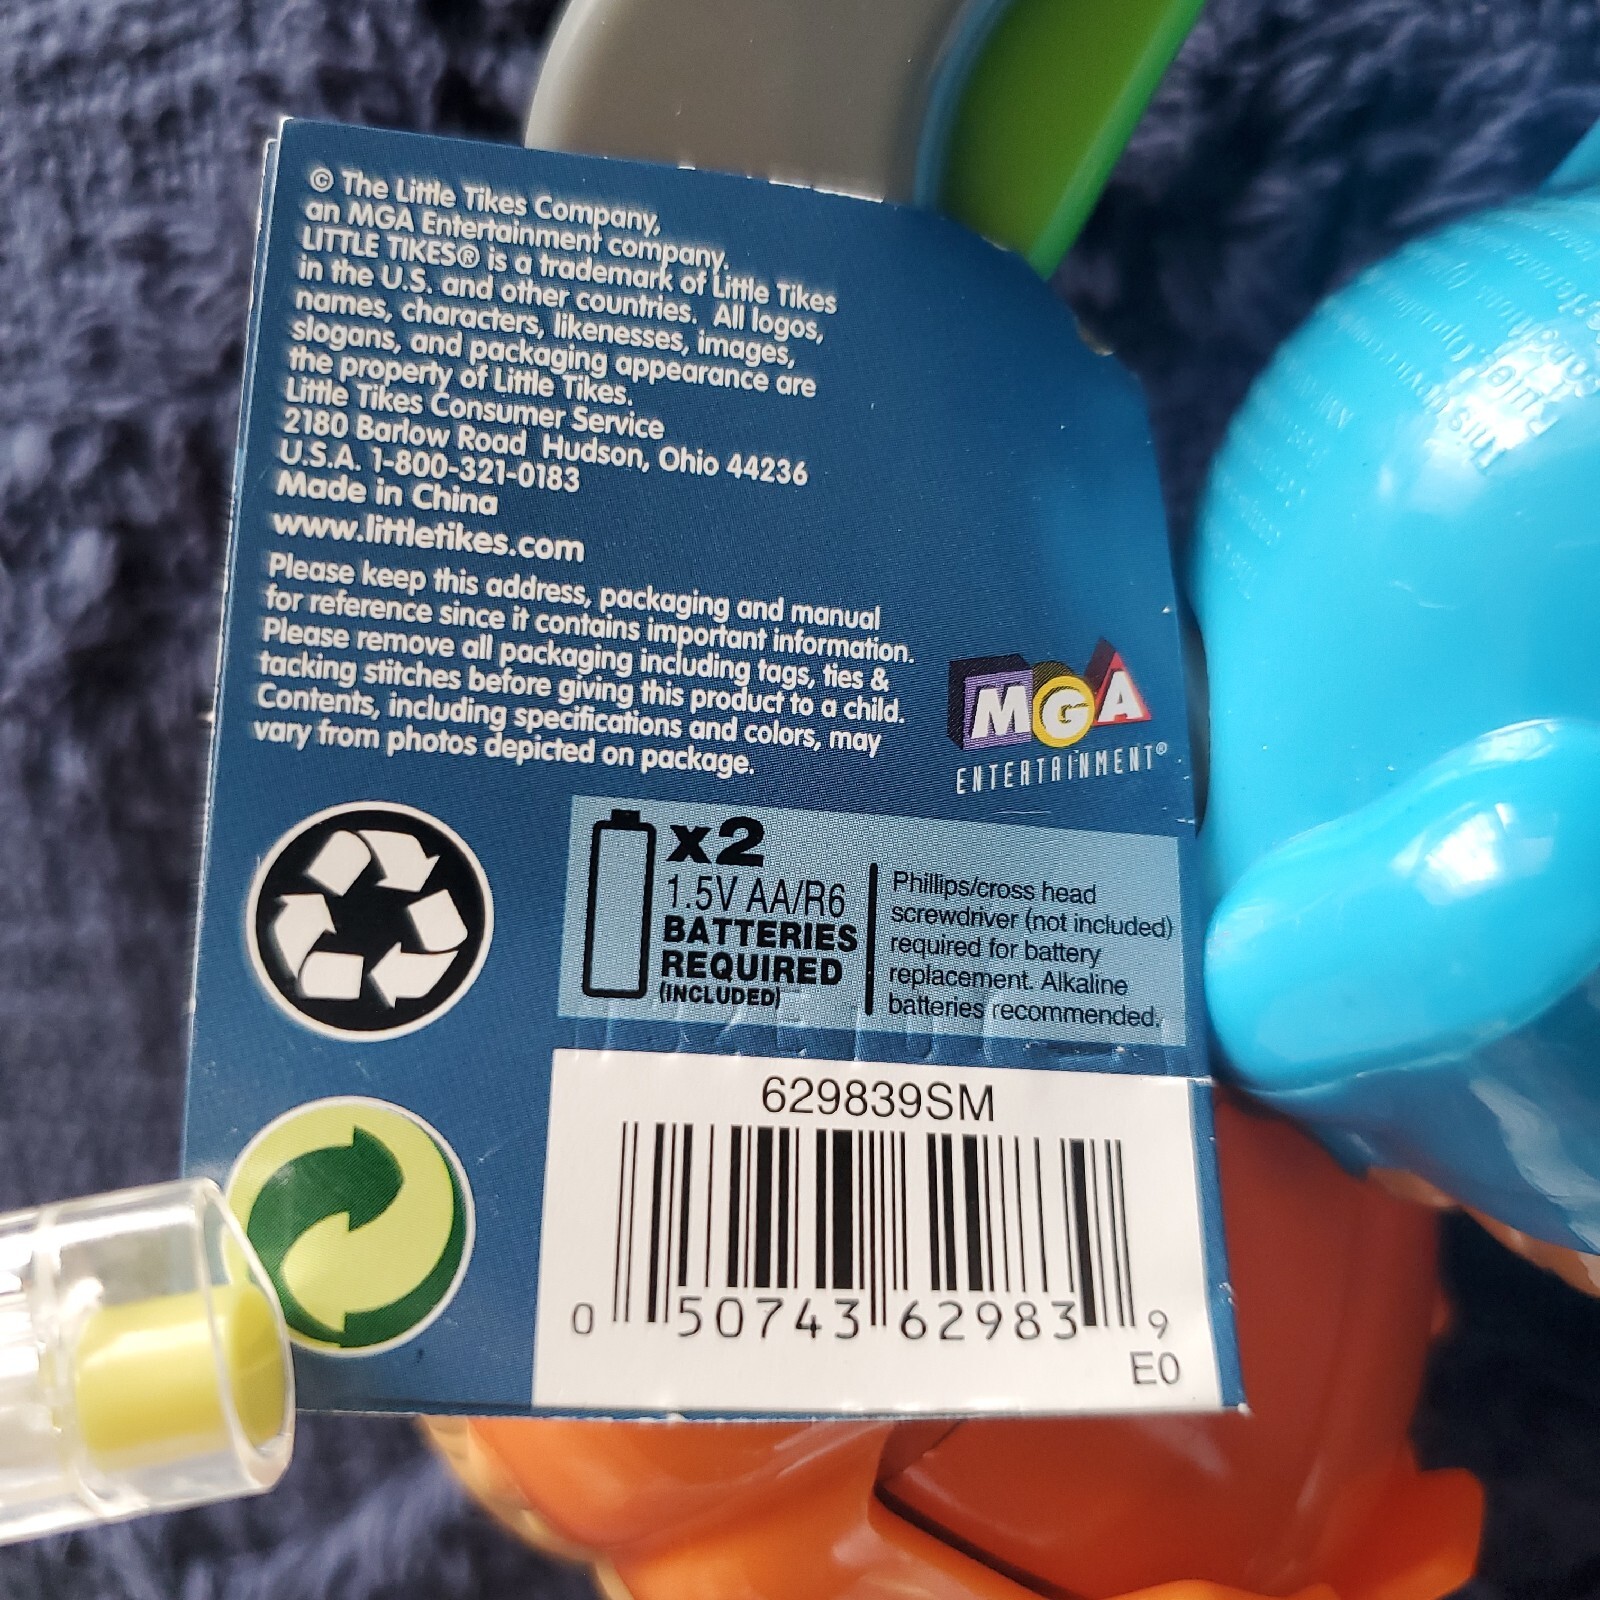 © The Little Tikes Company,
an MGA Entertainment company.
LITTLE TIKES® is a trademark of Little Tikes
in the U.S. and other countries. All logos,
names, characters, likenesses, images,
slogans, and packaging appearance are
the property of Little Tikes.
Little Tikes Consumer Service
2180 Barlow Road Hudson, Ohio 44236
U.S.A. 1-800-321-0183
Made in China
www.littletikes.com
Please keep this address, packaging and manual
for reference since it contains important information.
Please remove all packaging including tags, ties &
tacking stitches before giving this product to a child.
Contents, including specifications and colors, may
vary from photos depicted on package.
MGA
ENTERTAINMENT®
x2
1.5V AA/R6
BATTERIES
REQUIRED
(INCLUDED)
Phillips/cross head
screwdriver (not included)
required for battery
replacement. Alkaline
batteries recommended.
629839SM
0 50743 62983 9
E0